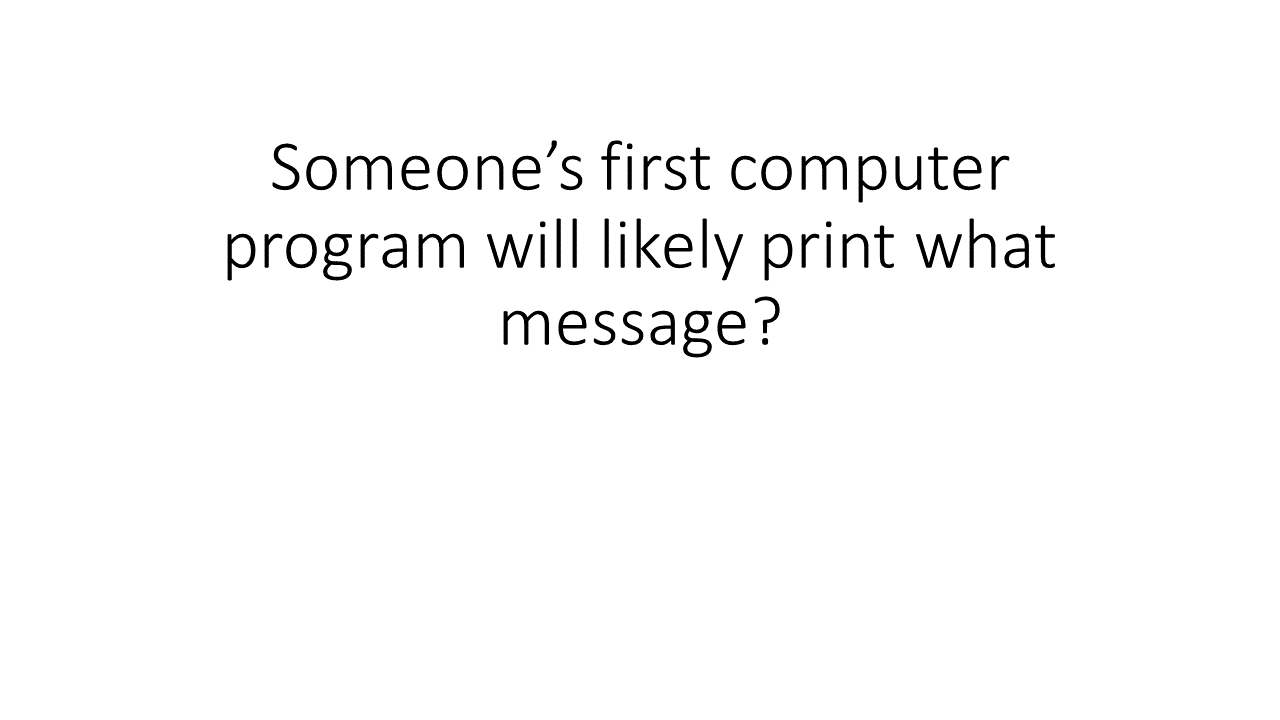 Someone’s first computer
program will likely print what
message?